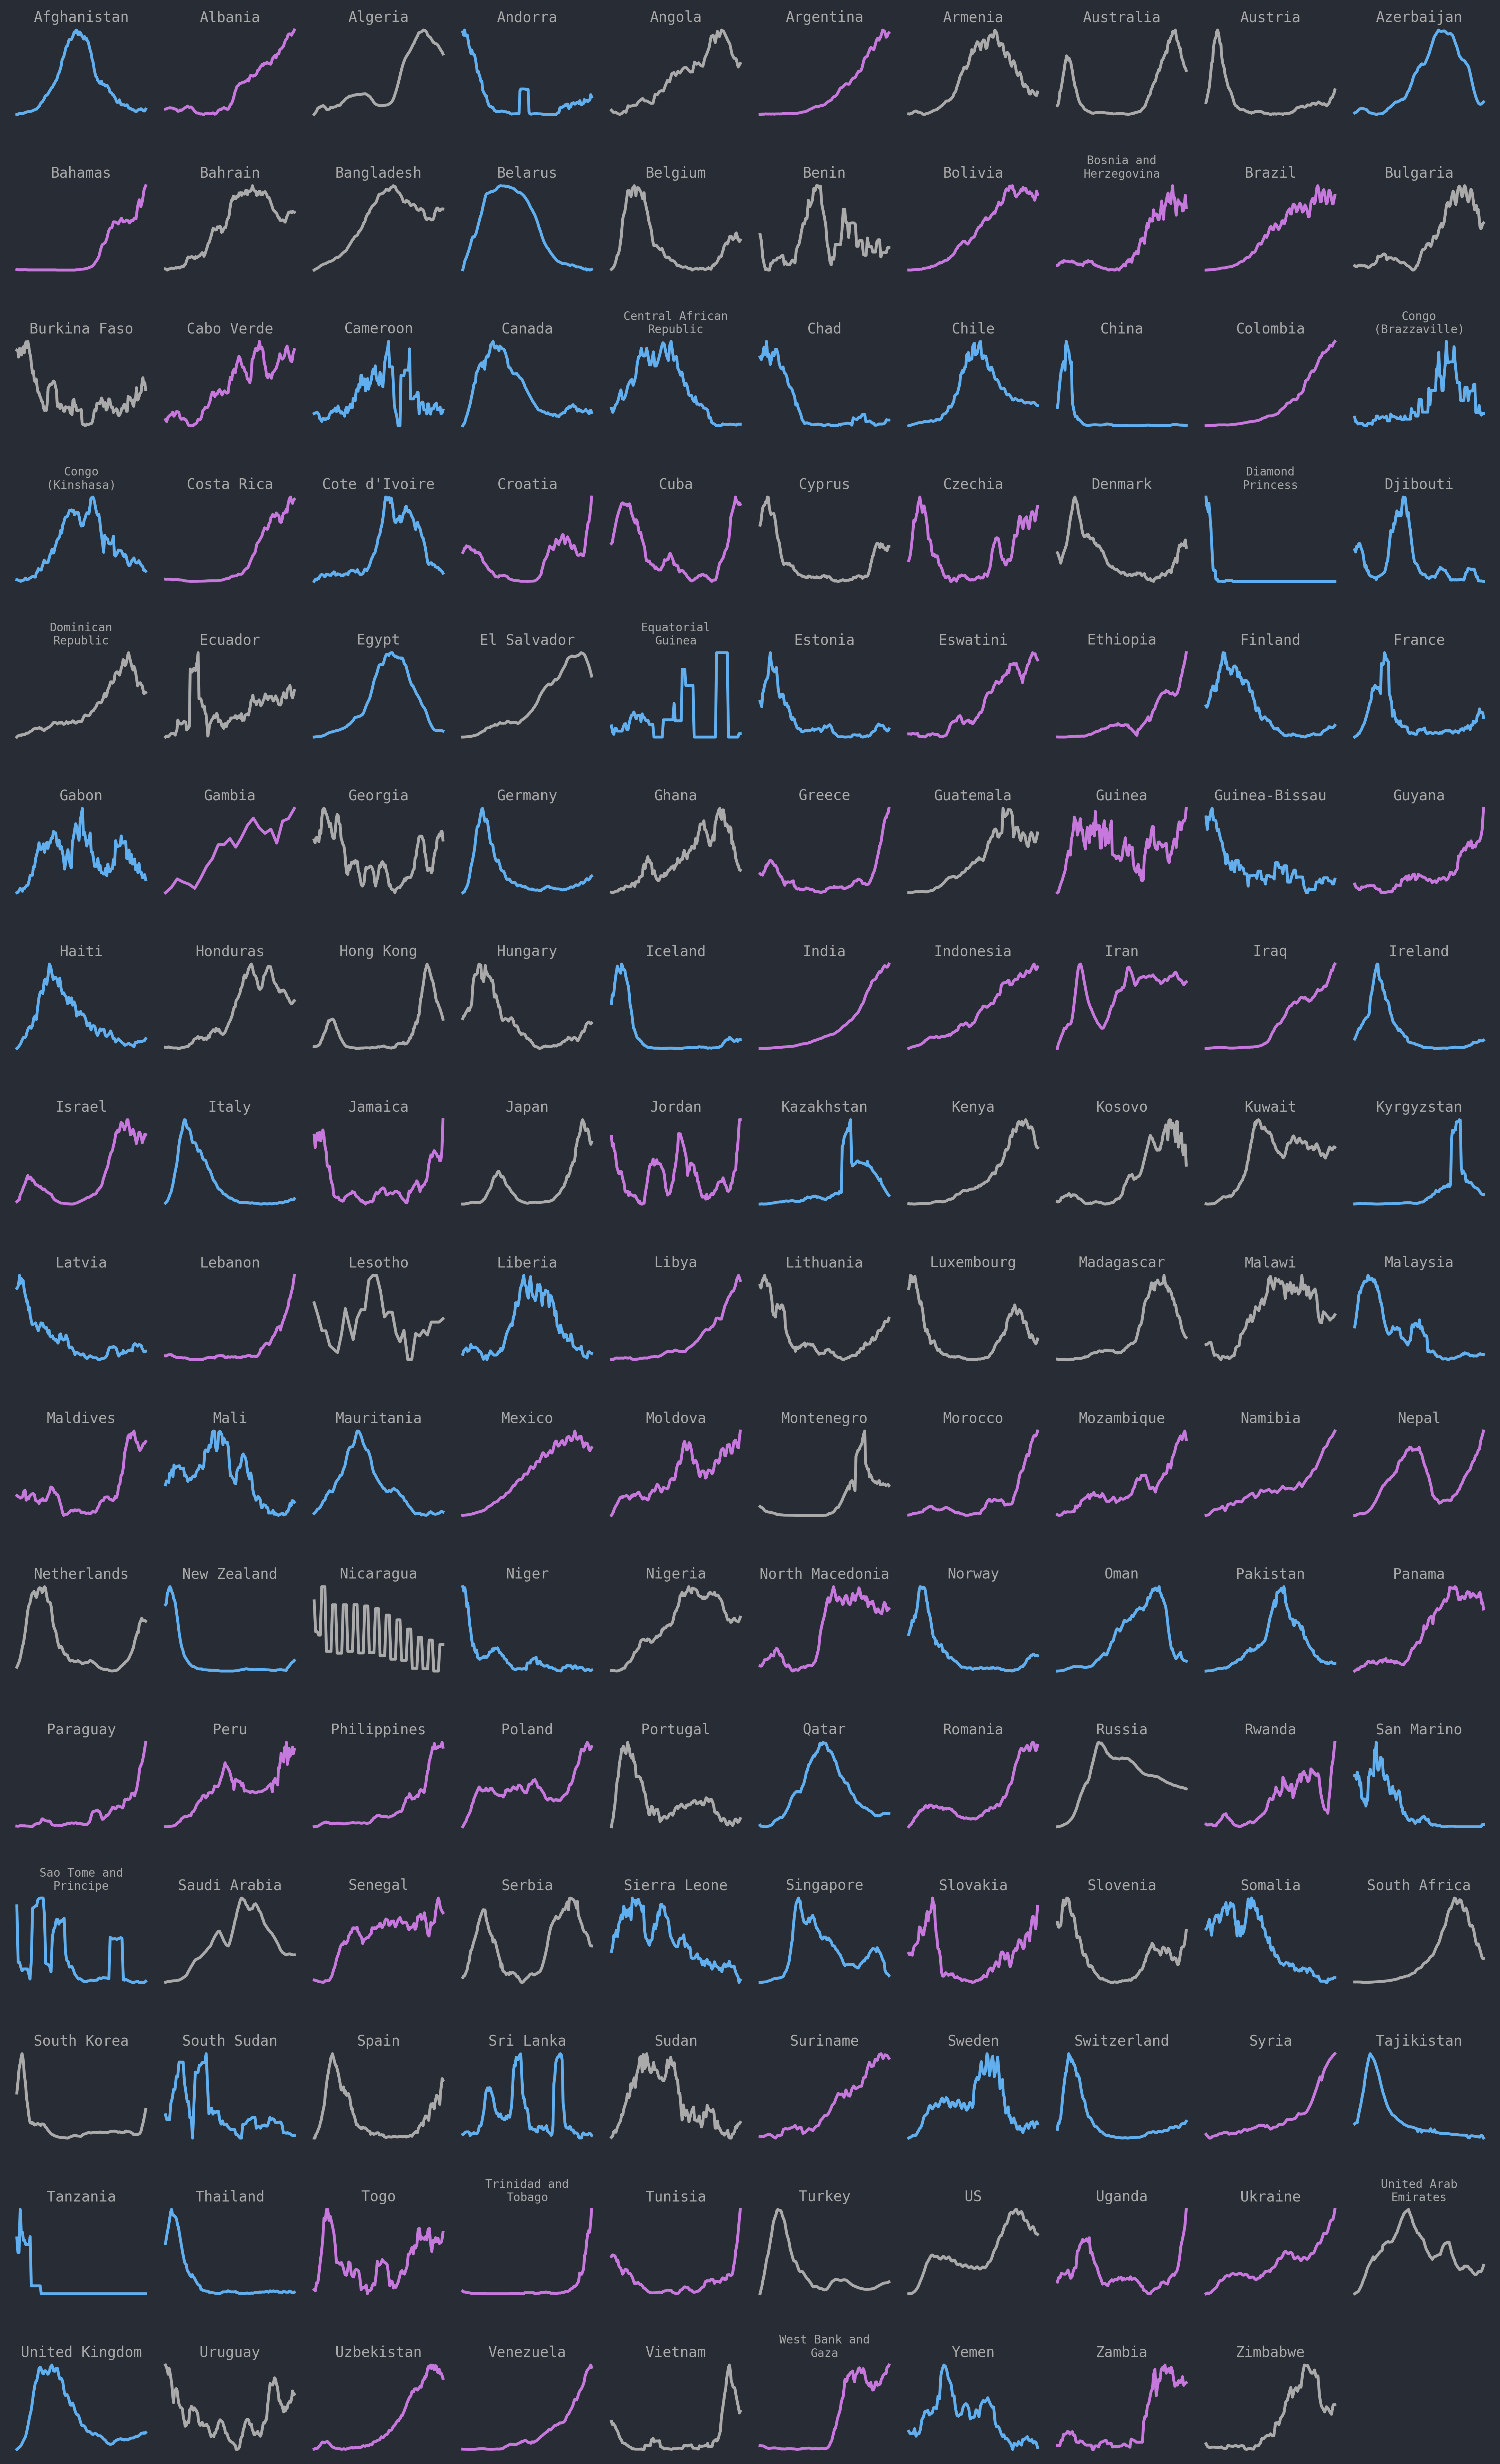 Afghanistan
Albania
Algeria
Andorra
Angola
Argentina
Armenia
Australia
Austria
Azerbaijan
Bahamas
Bahrain
Bangladesh
Belarus
Belgium
Benin
Bolivia
Bosnia and
Herzegovina
Brazil
Bulgaria
Burkina Faso
Cabo Verde
Cameroon
Canada
Central African
Republic
Chad
Chile
China
Colombia
Congo
(Brazzaville)
Congo
(Kinshasa)
Costa Rica
Cote d'Ivoire
Croatia
Cuba
Cyprus
Czechia
Denmark
Diamond
Princess
Djibouti
Dominican
Republic
Ecuador
Egypt
El Salvador
Equatorial
Guinea
Estonia
Eswatini
Ethiopia
Finland
France
Gabon
Gambia
Georgia
Germany
Ghana
Greece
Guatemala
Guinea
Guinea-Bissau
Guyana
Haiti
Honduras
Hong Kong
Hungary
Iceland
India
Indonesia
Iran
Iraq
Ireland
Israel
Italy
Jamaica
Japan
Jordan
Kazakhstan
Kenya
Kosovo
Kuwait
Kyrgyzstan
Latvia
Lebanon
Lesotho
Liberia
Libya
Lithuania
Luxembourg
Madagascar
Malawi
Malaysia
Maldives
Mali
Mauritania
Mexico
Moldova
Montenegro
Morocco
Mozambique
Namibia
Nepal
Netherlands
New Zealand
Nicaragua
Niger
Nigeria
North Macedonia
Norway
Oman
Pakistan
Panama
Paraguay
Peru
Philippines
Poland
Portugal
Qatar
Romania
Russia
Rwanda
San Marino
Sao Tome and
Principe
Saudi Arabia
Senegal
Serbia
Sierra Leone
Singapore
Slovakia
Slovenia
Somalia
South Africa
South Korea
South Sudan
Spain
Sri Lanka
Sudan
Suriname
Sweden
Switzerland
Syria
Tajikistan
Tanzania
Thailand
Togo
Trinidad and
Tobago
Tunisia
Turkey
US
Uganda
Ukraine
United Arab
Emirates
United Kingdom
Uruguay
Uzbekistan
Venezuela
Vietnam
West Bank and
Gaza
Yemen
Zambia
Zimbabwe